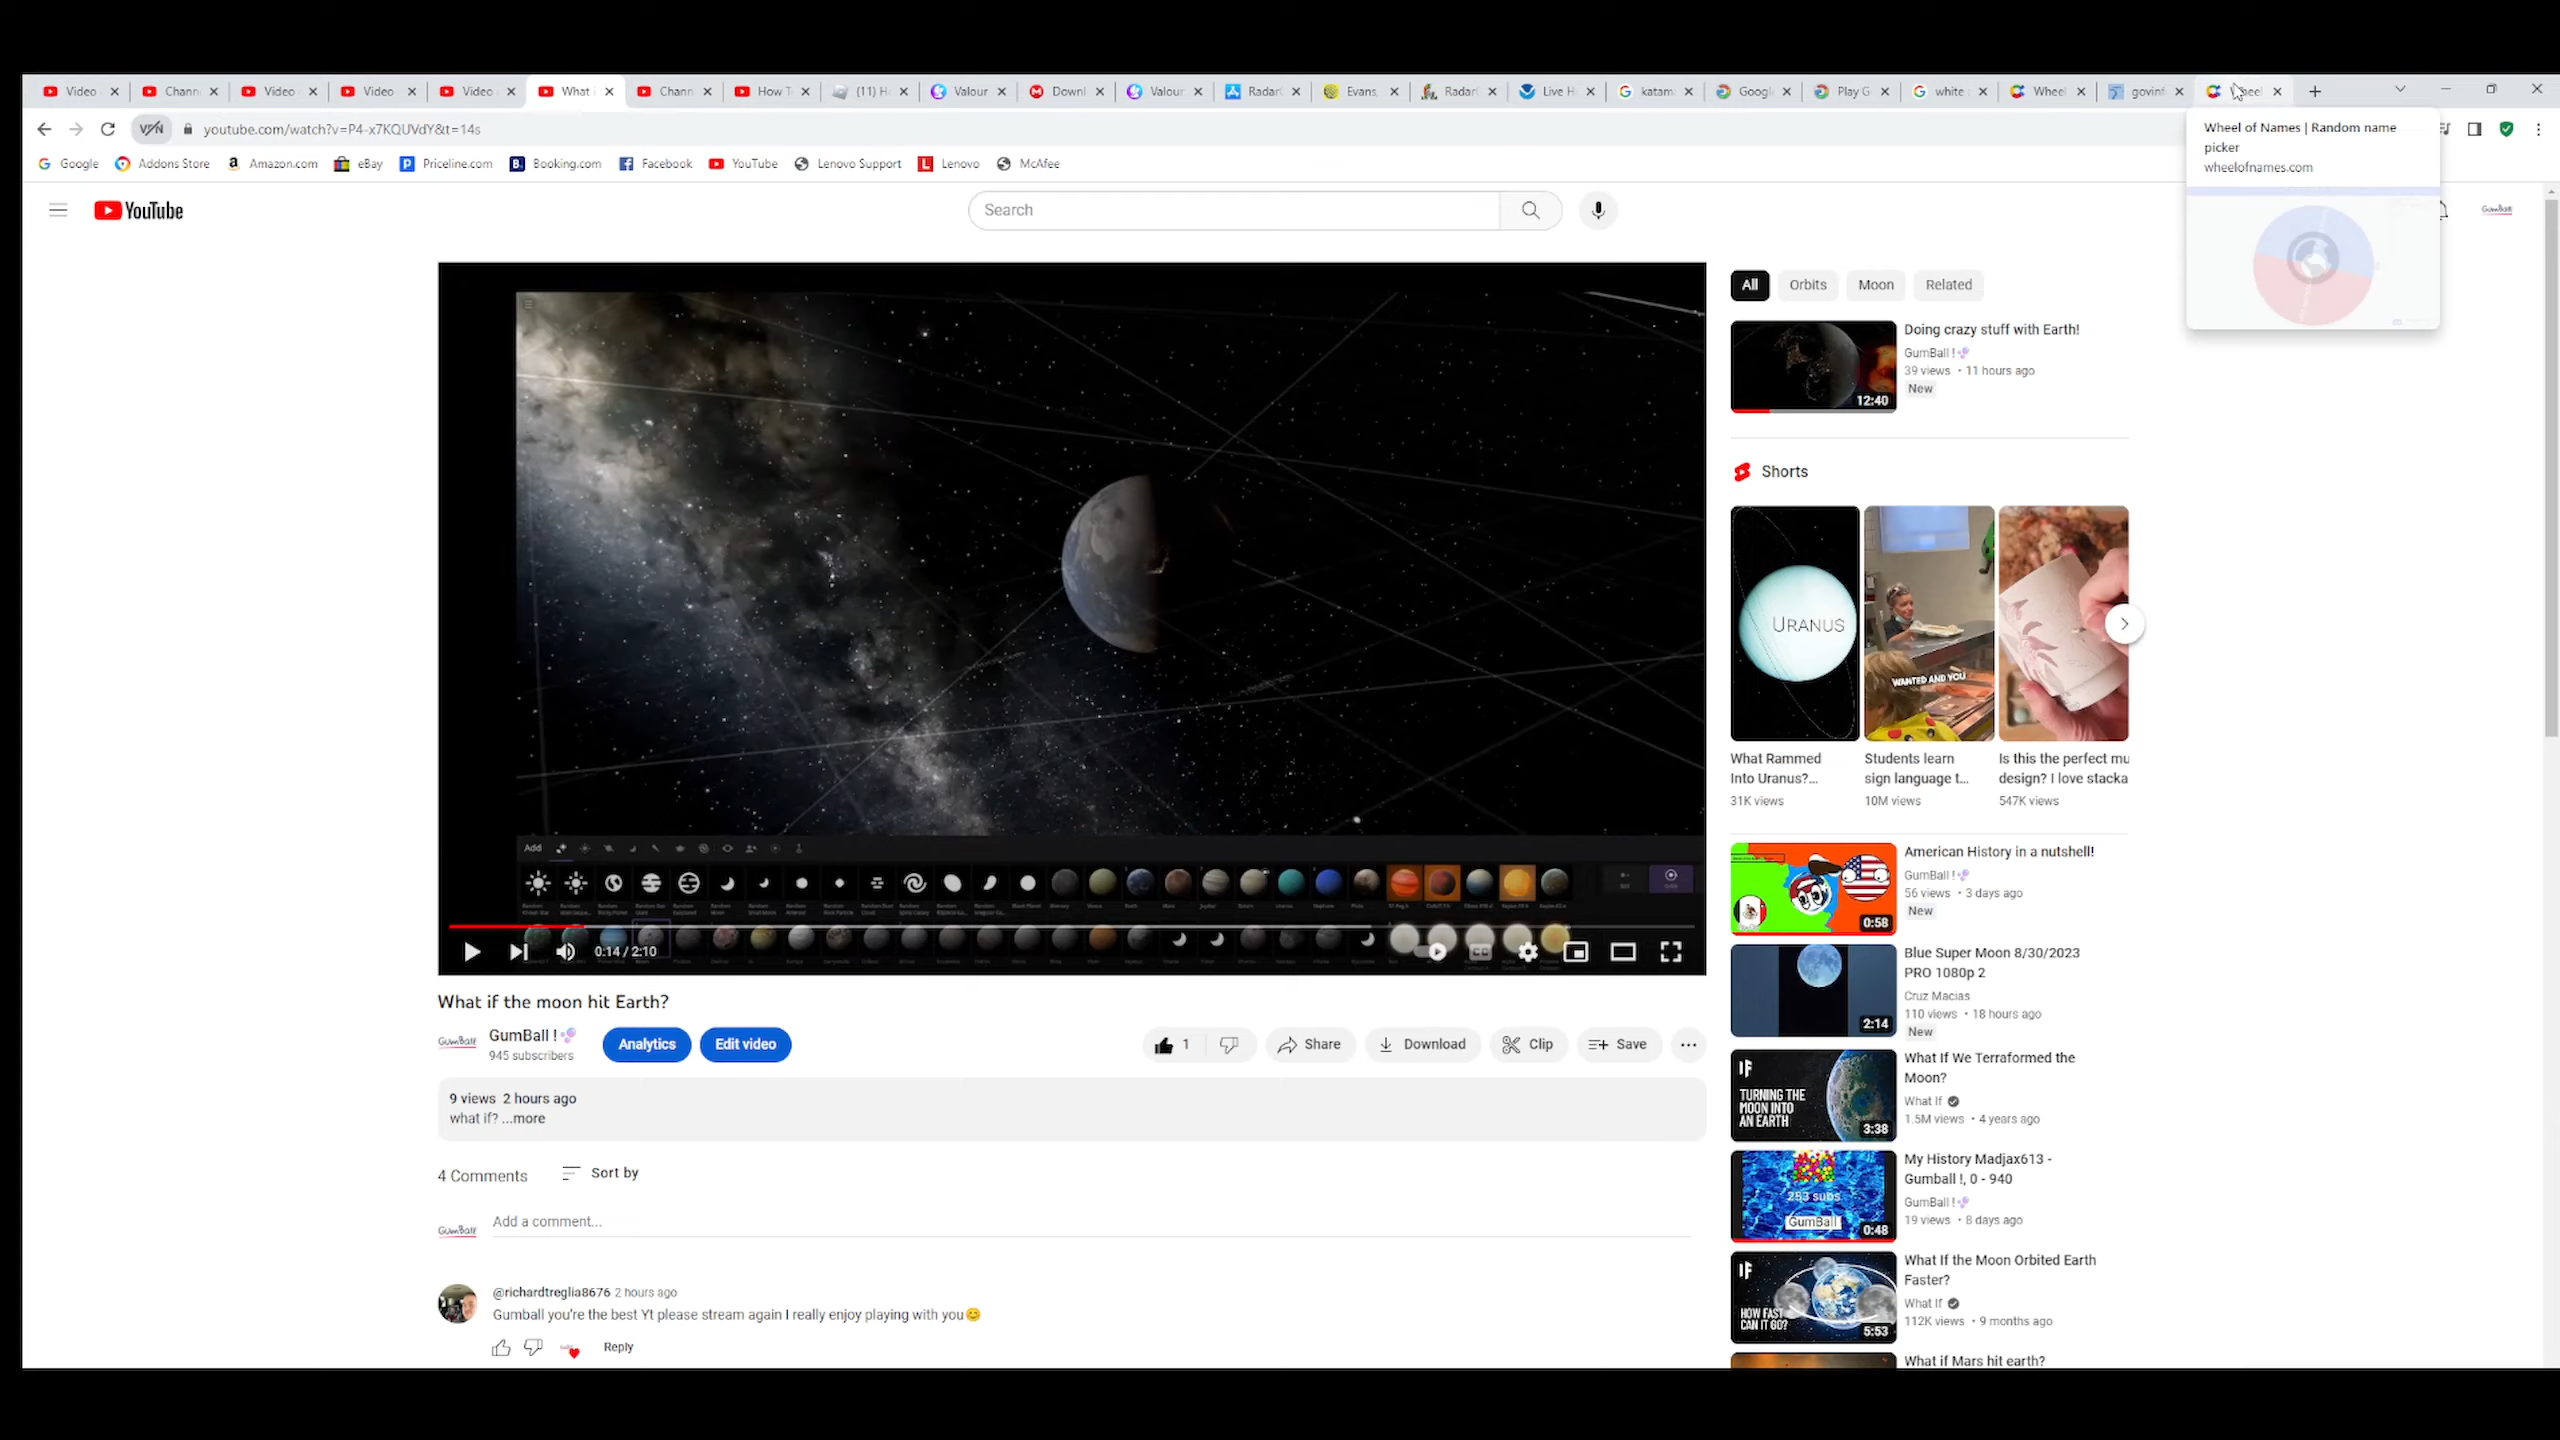 Video
Chann
Video
Video
Video
What i
Chann
How T
(11) H
Valour
Downl
Valour
Radar
Evans,
Radar
Live H
katam
Googl
Play G
white
Wheel
govinf
youtube.com/watch?v=P4-x7KQUVdY&t=14s
Wheel of Names | Random name
picker
wheelofnames.com
Google
Addons Store
Amazon.com
eBay
Priceline.com
Booking.com
Facebook
YouTube
Lenovo Support
Lenovo
McAfee
YouTube
Search
GumBall
All
Orbits
Moon
Related
Doing crazy stuff with Earth!
GumBall !
39 views • 11 hours ago
New
12:40
Shorts
URANUS
WANTED AND YOU
What Rammed
Into Uranus?...
31K views
Students learn
sign language t...
10M views
Is this the perfect mu
design? I love stacka
547K views
Add
0:14 / 2:10
What if the moon hit Earth?
GumBall
GumBall !
945 subscribers
Analytics
Edit video
1
Share
Download
Clip
Save
9 views 2 hours ago
what if? ...more
4 Comments
Sort by
GumBall
Add a comment...
@richardtreglia8676 2 hours ago
Gumball you're the best Yt please stream again I really enjoy playing with you😊
Reply
American History in a nutshell!
GumBall !
56 views • 3 days ago
New
0:58
Blue Super Moon 8/30/2023
PRO 1080p 2
Cruz Macias
110 views • 18 hours ago
New
2:14
IF
TURNING THE
MOON INTO
AN EARTH
3:38
What If We Terraformed the
Moon?
What If
1.5M views • 4 years ago
253 subs
GumBall
0:48
My History Madjax613 -
Gumball !, 0 - 940
GumBall !
19 views • 8 days ago
IF
HOW FAST
CAN IT GO?
5:53
What If the Moon Orbited Earth
Faster?
What If
112K views • 9 months ago
What if Mars hit earth?